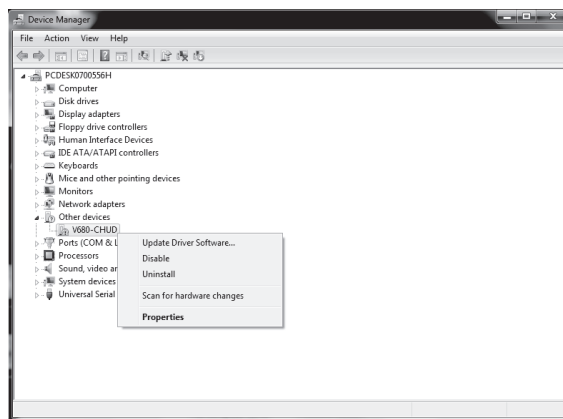 Device Manager
File Action View Help
PCDESK0700556H
Computer
Disk drives
Display adapters
Floppy drive controllers
Human Interface Devices
IDE ATA/ATAPI controllers
Keyboards
Mice and other pointing devices
Monitors
Network adapters
Other devices
V680-CHUD
Ports (COM & L
Processors
Sound, video an
System devices
Universal Serial
Update Driver Software...
Disable
Uninstall
Scan for hardware changes
Properties